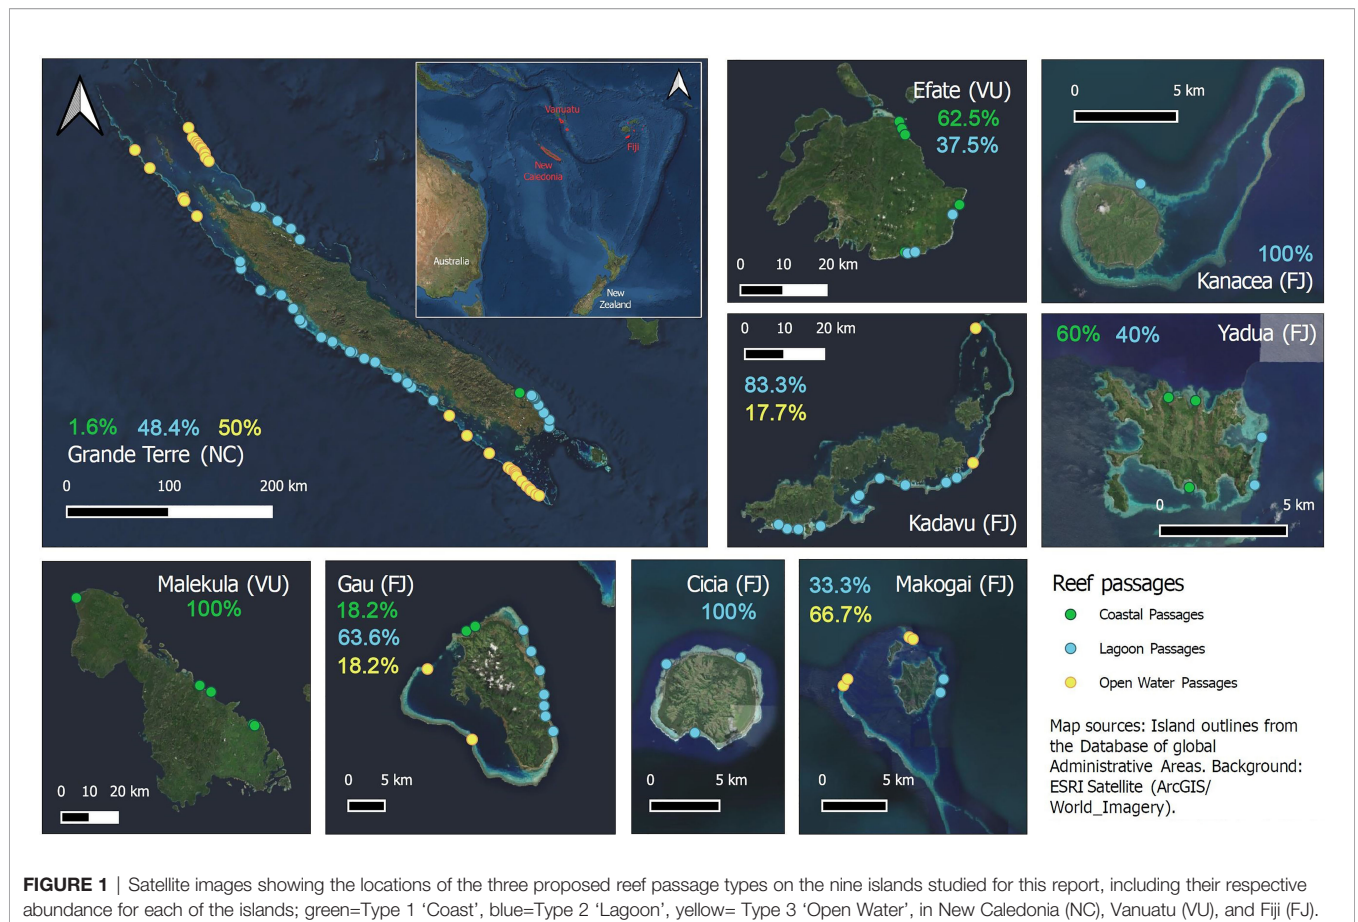 Vanuatu
Fiji
New
Caledonia
Australia
New
Zealand
1.6% 48.4% 50%
Grande Terre (NC)
0 100 200 km
Efate (VU)
62.5%
37.5%
0 10 20 km
0 5 km
100%
Kanacea (FJ)
0 10 20 km
83.3%
17.7%
Kadavu (FJ)
60% 40% Yadua (FJ)
0 5 km
Malekula (VU)
100%
0 10 20 km
Gau (FJ)
18.2%
63.6%
18.2%
0 5 km
Cicia (FJ)
100%
0 5 km
33.3% Makogai (FJ)
66.7%
0 5 km
Reef passages
Coastal Passages
Lagoon Passages
Open Water Passages
Map sources: Island outlines from
the Database of global
Administrative Areas. Background:
ESRI Satellite (ArcGIS/
World_Imagery).
FIGURE 1 | Satellite images showing the locations of the three proposed reef passage types on the nine islands studied for this report, including their respective
abundance for each of the islands; green=Type 1 ‘Coast’, blue=Type 2 ‘Lagoon’, yellow= Type 3 ‘Open Water’, in New Caledonia (NC), Vanuatu (VU), and Fiji (FJ).